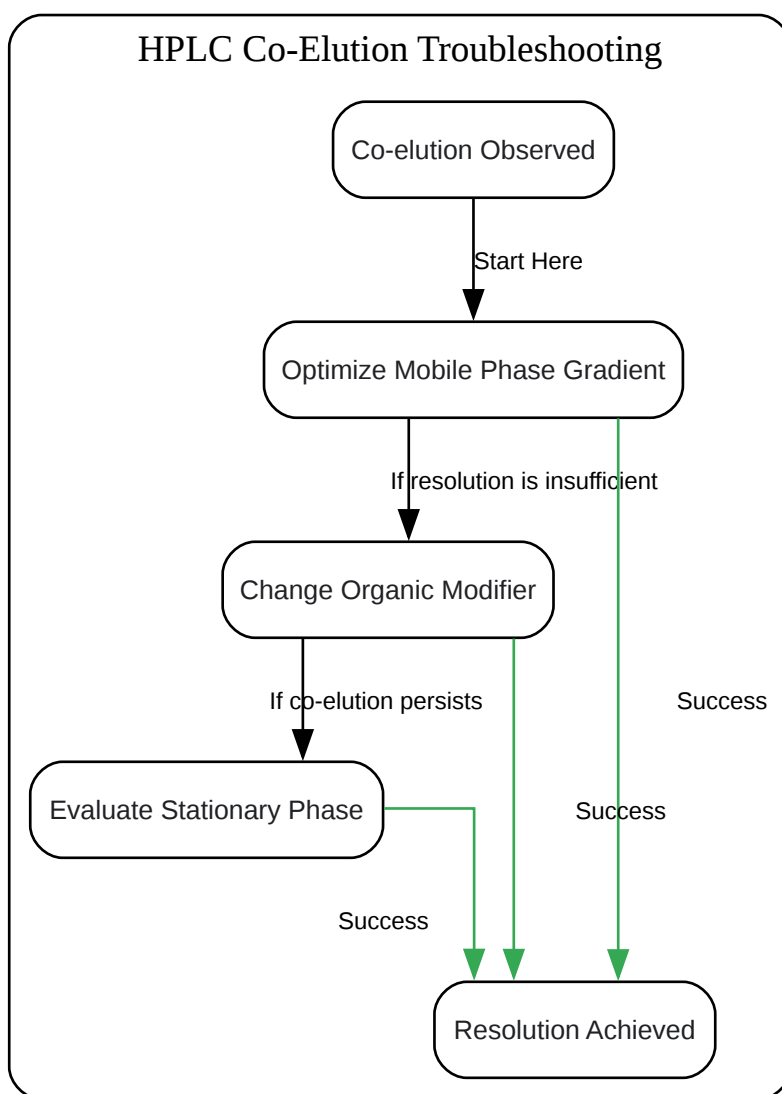 HPLC Co-Elution Troubleshooting
Co-elution Observed
Start Here
Optimize Mobile Phase Gradient
If resolution is insufficient
Change Organic Modifier
If co-elution persists
Success
Evaluate Stationary Phase
Success
Success
Resolution Achieved